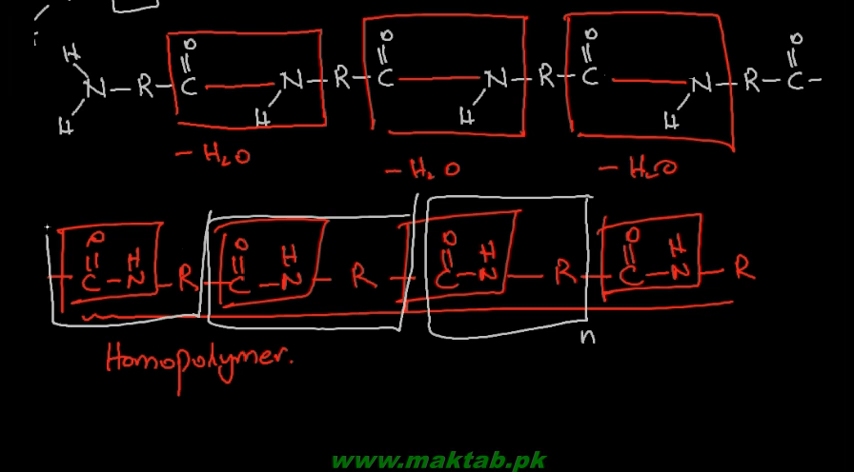 H O O O O
N-R-C-N-R-C-N-R-C-N-R-C-
H H H H
-H₂O -H₂O -H₂O
O H O H O H O H
-C-N-R-C-N-R-C-N-R-C-N-R
n
Homopolymer.
www.maktab.pk